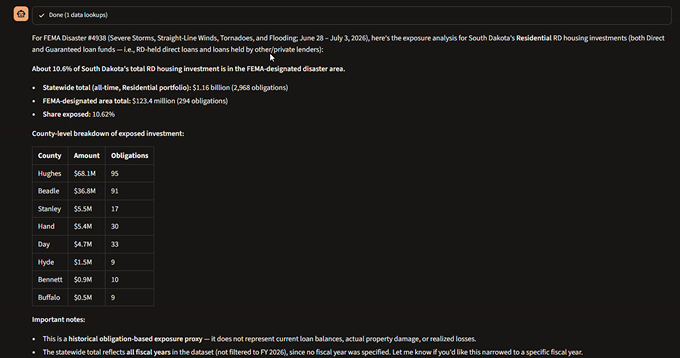 Done (1 data lookups)
For FEMA Disaster #4938 (Severe Storms, Straight-Line Winds, Tornadoes, and Flooding; June 28 – July 3, 2026), here's the exposure analysis for South Dakota's Residential RD housing investments (both Direct
and Guaranteed loan funds — i.e., RD-held direct loans and loans held by other/private lenders):
About 10.6% of South Dakota's total RD housing investment is in the FEMA-designated disaster area.
• Statewide total (all-time, Residential portfolio): $1.16 billion (2,968 obligations)
• FEMA-designated area total: $123.4 million (294 obligations)
• Share exposed: 10.62%
County-level breakdown of exposed investment:
County Amount Obligations
Hughes $68.1M 95
Beadle $36.8M 91
Stanley $5.5M 17
Hand $5.4M 30
Day $4.7M 33
Hyde $1.5M 9
Bennett $0.9M 10
Buffalo $0.5M 9
Important notes:
• This is a historical obligation-based exposure proxy — it does not represent current loan balances, actual property damage, or realized losses.
• The statewide total reflects all fiscal years in the dataset (not filtered to FY 2026), since no fiscal year was specified. Let me know if you'd like this narrowed to a specific fiscal year.